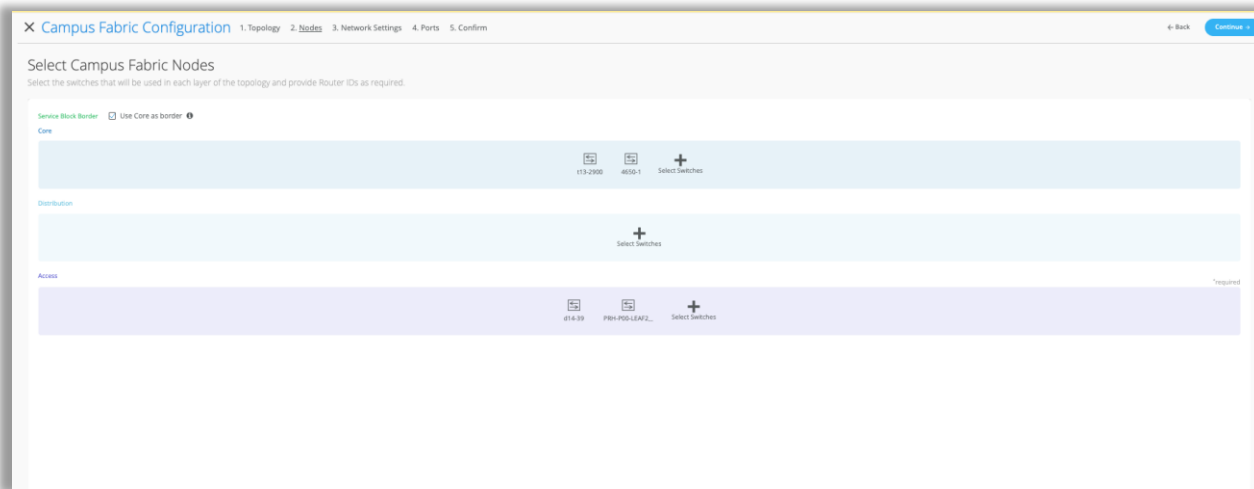 Campus Fabric Configuration 1. Topology 2. Nodes 3. Network Settings 4. Ports 5. Confirm ← Back Continue →
Select Campus Fabric Nodes
Select the switches that will be used in each layer of the topology and provide Router IDs as required.
Service Block Border Use Core as border
Core
t13-2900 4650-1 Select Switches
Distribution
Select Switches
Access
*required
d14-39 PRH-P00-LEAF2_ Select Switches